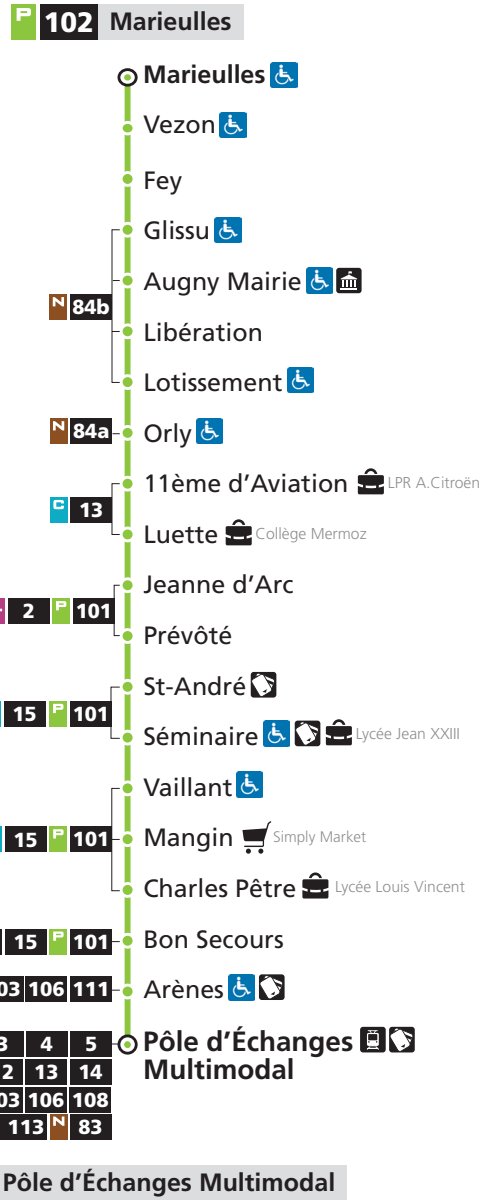 P 102 Marieulles
Marieulles
Vezon
Fey
Glissu
Augny Mairie
N 84b
Libération
Lotissement
N 84a Orly
11ème d’Aviation LPR A.Citroën
C 13
Luette Collège Mermoz
Jeanne d’Arc
2 P 101
Prévôté
St-André
15 P 101
Séminaire Lycée Jean XXIII
Vaillant
15 P 101 Mangin Simply Market
Charles Pêtre Lycée Louis Vincent
15 P 101 Bon Secours
106 111 Arènes
4 5 Pôle d’Échanges
13 14 Multimodal
106 108
113 N 83
Pôle d’Échanges Multimodal